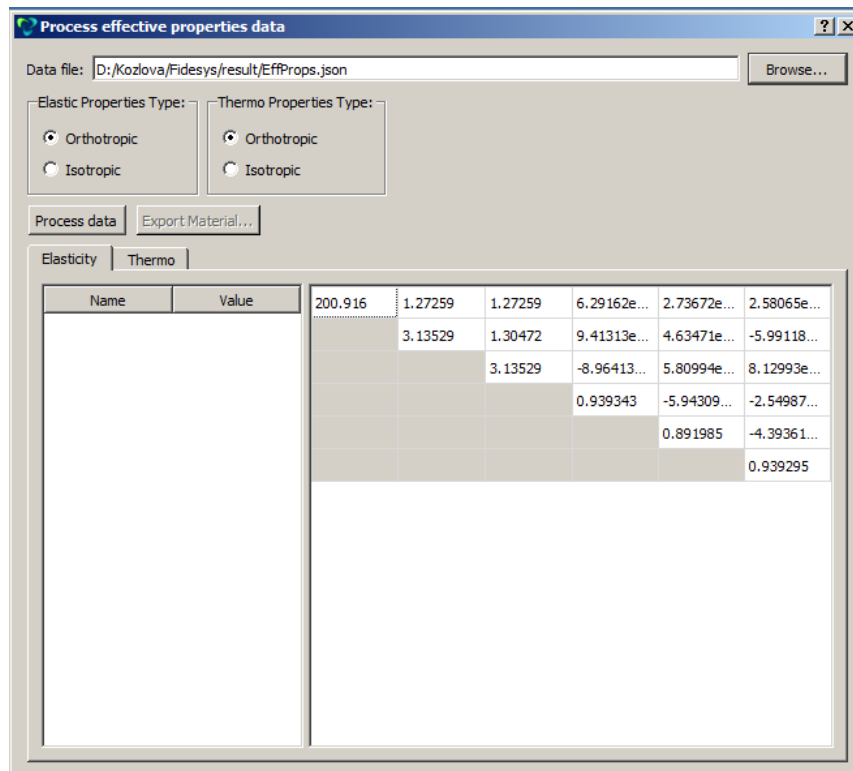 Process effective properties data
Data file: D:/Kozlova/Fidesys/result/EffProps.json Browse...
Elastic Properties Type: Thermo Properties Type:
Orthotropic Orthotropic
Isotropic Isotropic
Process data Export Material...
Elasticity Thermo
Name Value 200.916 1.27259 1.27259 6.29162e... 2.73672e... 2.58065e...
3.13529 1.30472 9.41313e... 4.63471e... -5.99118...
3.13529 -8.96413... 5.80994e... 8.12993e...
0.939343 -5.94309... -2.54987...
0.891985 -4.39361...
0.939295